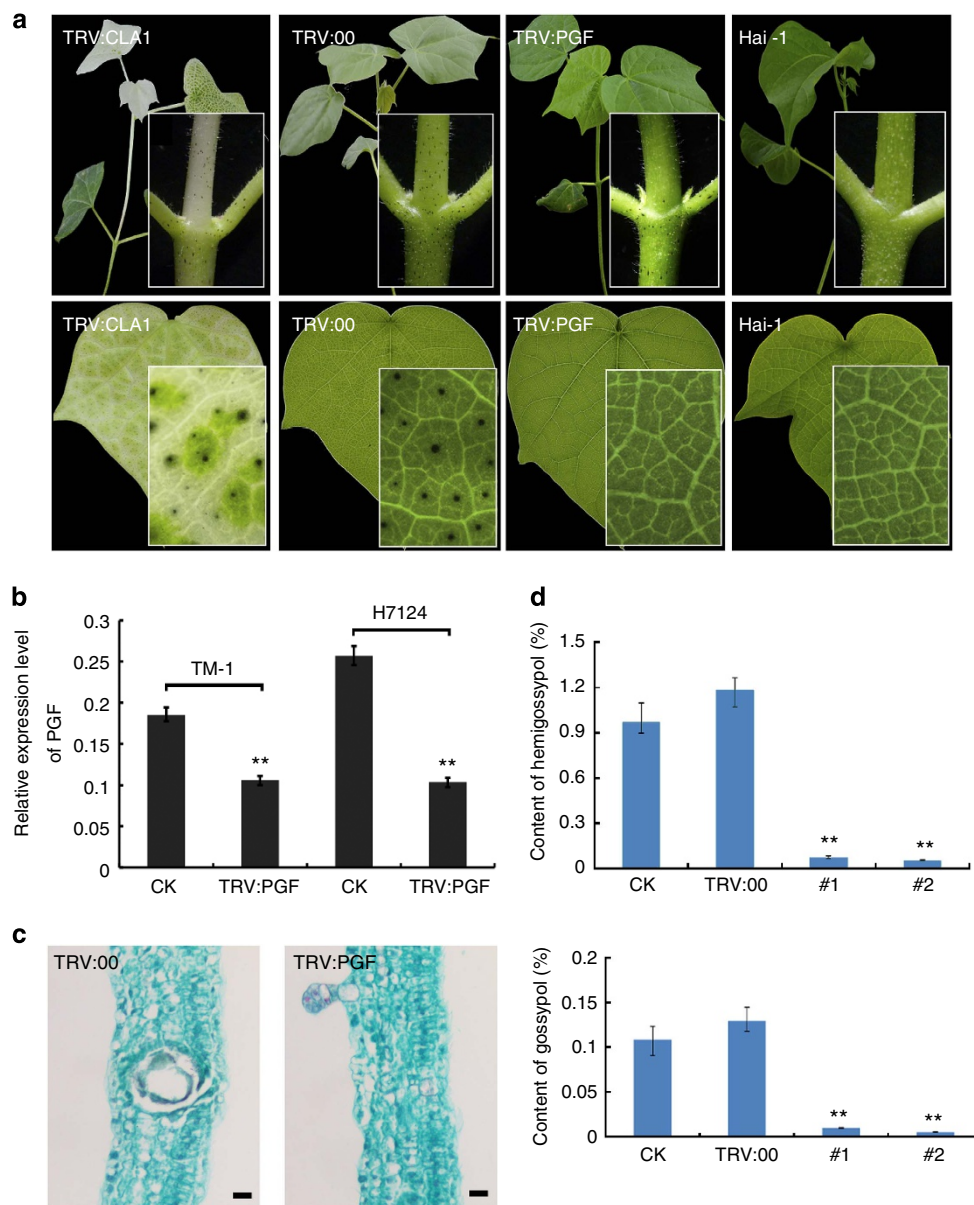 a
TRV:CLA1
TRV:00
TRV:PGF
Hai -1
TRV:CLA1
TRV:00
TRV:PGF
Hai-1
b
Relative expression level
of PGF
0.3
0.25
0.2
0.15
0.1
0.05
0
TM-1
H7124
**
**
CK
TRV:PGF
CK
TRV:PGF
c
TRV:00
TRV:PGF
d
Content of hemigossypol (%)
1.5
1.2
0.9
0.6
0.3
0
**
**
CK
TRV:00
#1
#2
Content of gossypol (%)
0.2
0.15
0.1
0.05
0
**
**
CK
TRV:00
#1
#2